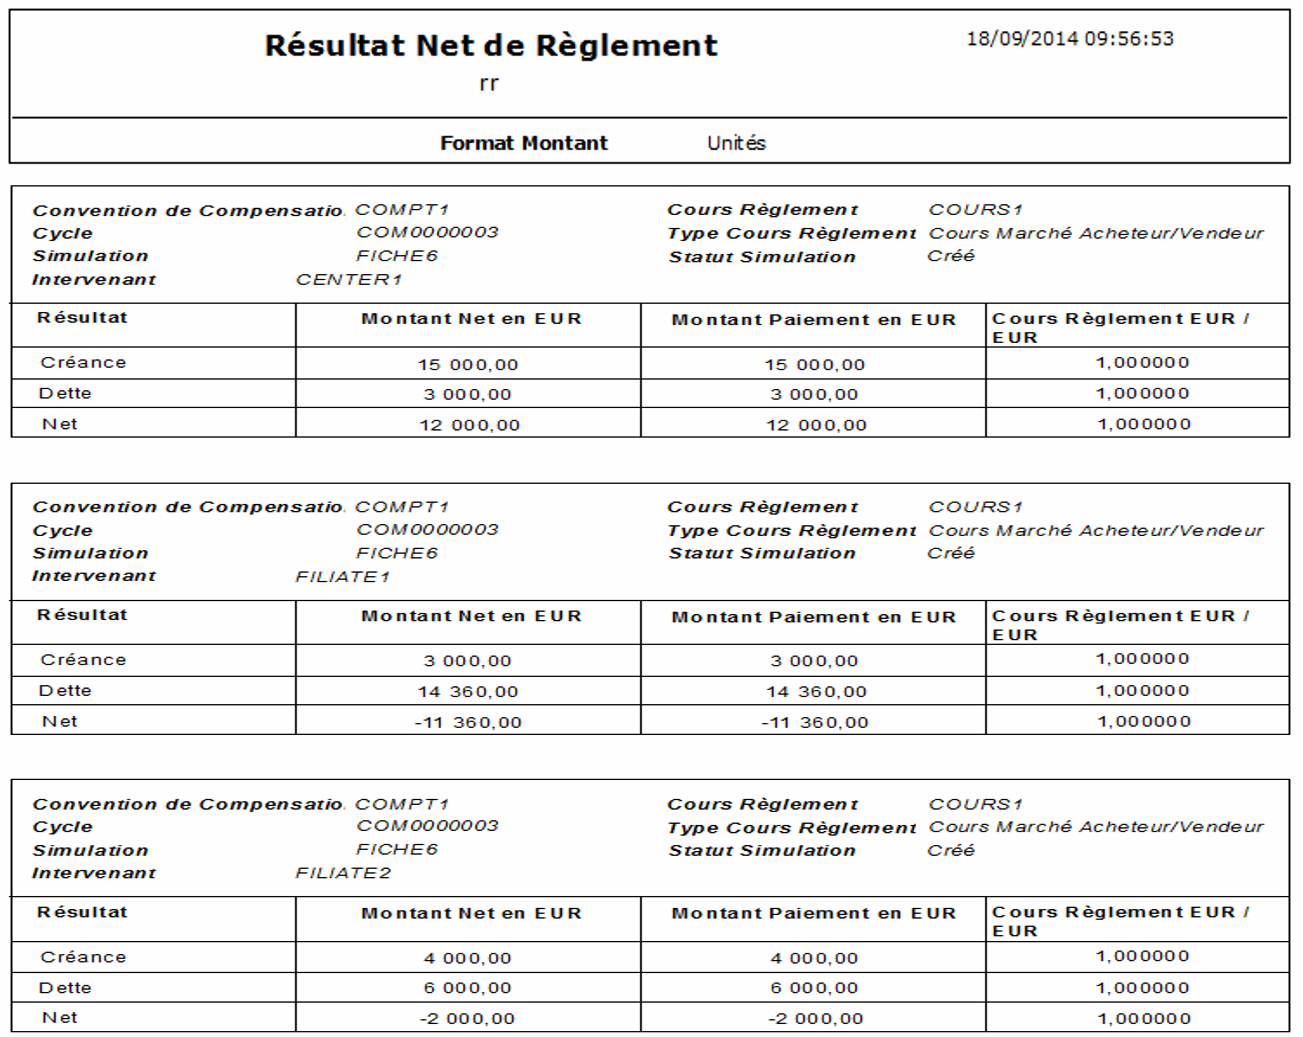 Résultat Net de Règlement 18/09/2014 09:56:53
rr
Format Montant Unités
Convention de Compensatio COMPT1 Cours Règlement COURS1
Cycle COM0000003 Type Cours Règlement Cours Marché Acheteur/Vendeur
Simulation FICHE6 Statut Simulation Créé
Intervenant CENTER1
Résultat Montant Net en EUR Montant Paiement en EUR Cours Règlement EUR /
EUR
Créance 15 000,00 15 000,00 1,000000
Dette 3 000,00 3 000,00 1,000000
Net 12 000,00 12 000,00 1,000000
Convention de Compensatio COMPT1 Cours Règlement COURS1
Cycle COM0000003 Type Cours Règlement Cours Marché Acheteur/Vendeur
Simulation FICHE6 Statut Simulation Créé
Intervenant FILIATE1
Résultat Montant Net en EUR Montant Paiement en EUR Cours Règlement EUR /
EUR
Créance 3 000,00 3 000,00 1,000000
Dette 14 360,00 14 360,00 1,000000
Net -11 360,00 -11 360,00 1,000000
Convention de Compensatio COMPT1 Cours Règlement COURS1
Cycle COM0000003 Type Cours Règlement Cours Marché Acheteur/Vendeur
Simulation FICHE6 Statut Simulation Créé
Intervenant FILIATE2
Résultat Montant Net en EUR Montant Paiement en EUR Cours Règlement EUR /
EUR
Créance 4 000,00 4 000,00 1,000000
Dette 6 000,00 6 000,00 1,000000
Net -2 000,00 -2 000,00 1,000000